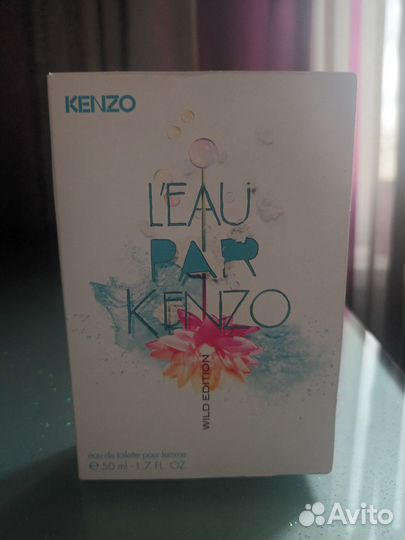 KENZO
L'EAU
PAR
KENZO
WILD EDITION
eau de toilette pour femme
℮ 50 ml - 1.7 FL. OZ
Avito